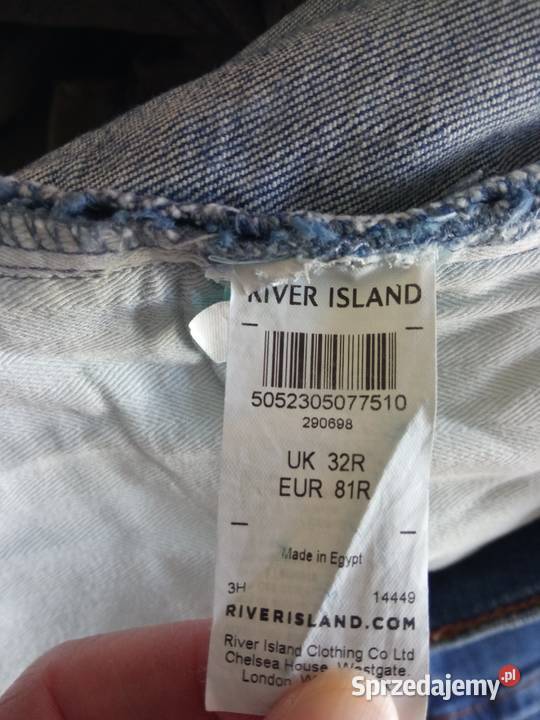 RIVER ISLAND
5052305077510
290698
UK 32R
EUR 81R
Made in Egypt
3H
14449
RIVERISLAND.COM
River Island Clothing Co Ltd
Chelsea House, Westgate,
London,
Sprzedajemy.pl